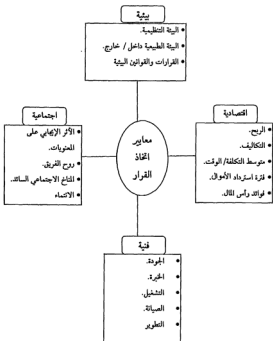 بيئية
• البيئة التنظيمية.
• البيئة الطبيعية داخل / خارج.
• القرارات والقوانين البيئية
اقتصادية
• الربح.
• التكاليف.
• متوسط التكلفة/ الوقت.
• فترة استرداد الأموال.
• فوائد رأس المال.
معايير
اتخاذ
القرار
اجتماعية
• الأثر الإيجابي على
المعنويات.
• روح الفريق.
• المناخ الاجتماعي السائد.
• الانتماء
فنية
• الجودة.
• الخبرة.
• التشغيل.
• الصيانة.
• التطوير